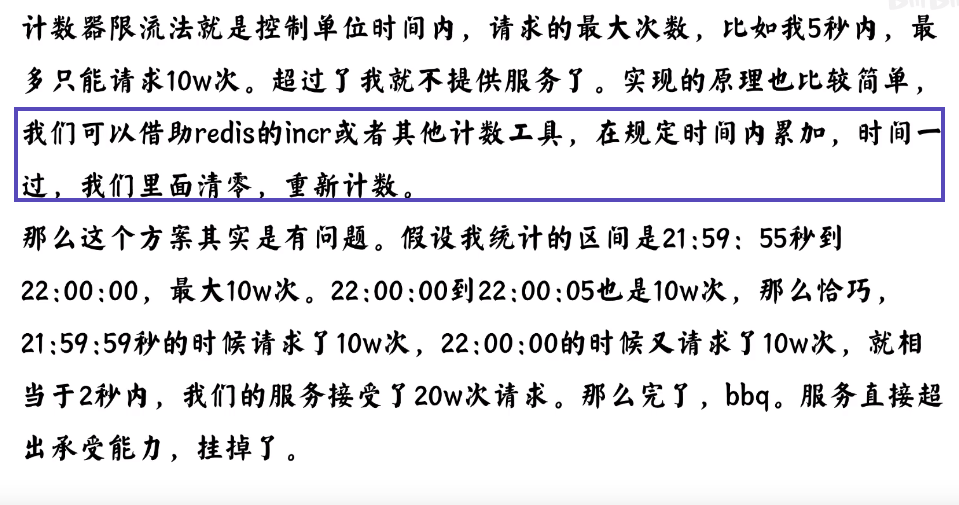 计数器限流法就是控制单位时间内，请求的最大次数，比如我5秒内，最
多只能请求10w次。超过了我就不提供服务了。实现的原理也比较简单，
我们可以借助redis的incr或者其他计数工具，在规定时间内累加，时间一
过，我们里面清零，重新计数。
那么这个方案其实是有问题。假设我统计的区间是21:59：55秒到
22:00:00，最大10w次。22:00:00到22:00:05也是10w次，那么恰巧，
21:59:59秒的时候请求了10w次，22:00:00的时候又请求了10w次，就相
当于2秒内，我们的服务接受了20w次请求。那么完了，bbq。服务直接超
出承受能力，挂掉了。